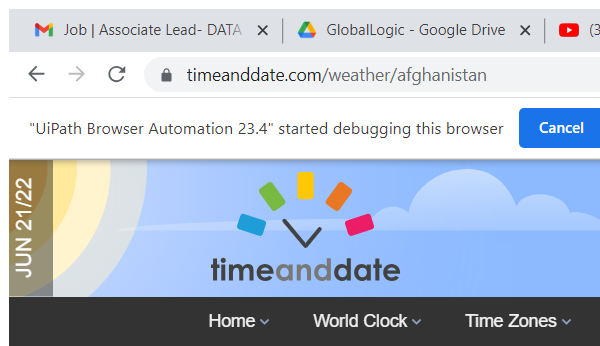 Job | Associate Lead- DATA
GlobalLogic - Google Drive
(3
timeanddate.com/weather/afghanistan
"UiPath Browser Automation 23.4" started debugging this browser
Cancel
JUN 21/22
timeanddate
Home
World Clock
Time Zones